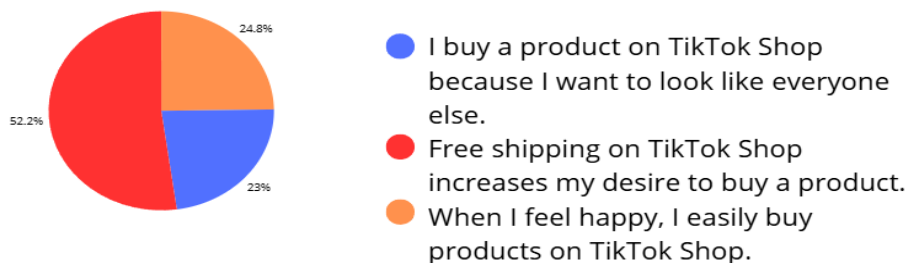 24.8%
52.2%
23%
I buy a product on TikTok Shop
because I want to look like everyone
else.
Free shipping on TikTok Shop
increases my desire to buy a product.
When I feel happy, I easily buy
products on TikTok Shop.